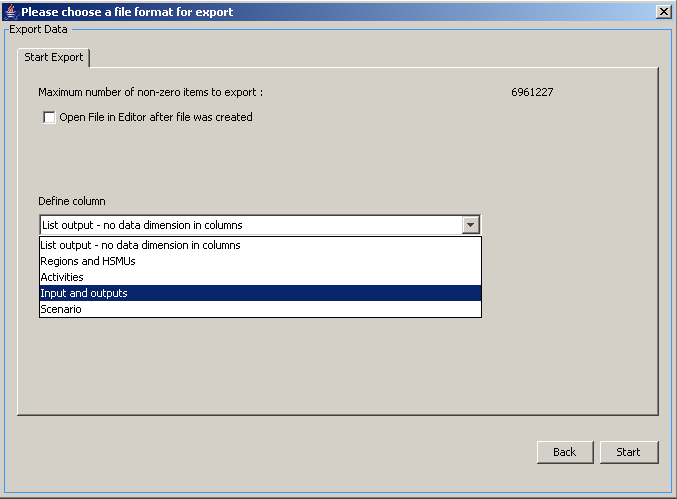 Please choose a file format for export
Export Data
Start Export
Maximum number of non-zero items to export : 6961227
Open File in Editor after file was created
Define column
List output - no data dimension in columns
List output - no data dimension in columns
Regions and HSMUs
Activities
Input and outputs
Scenario
Back Start